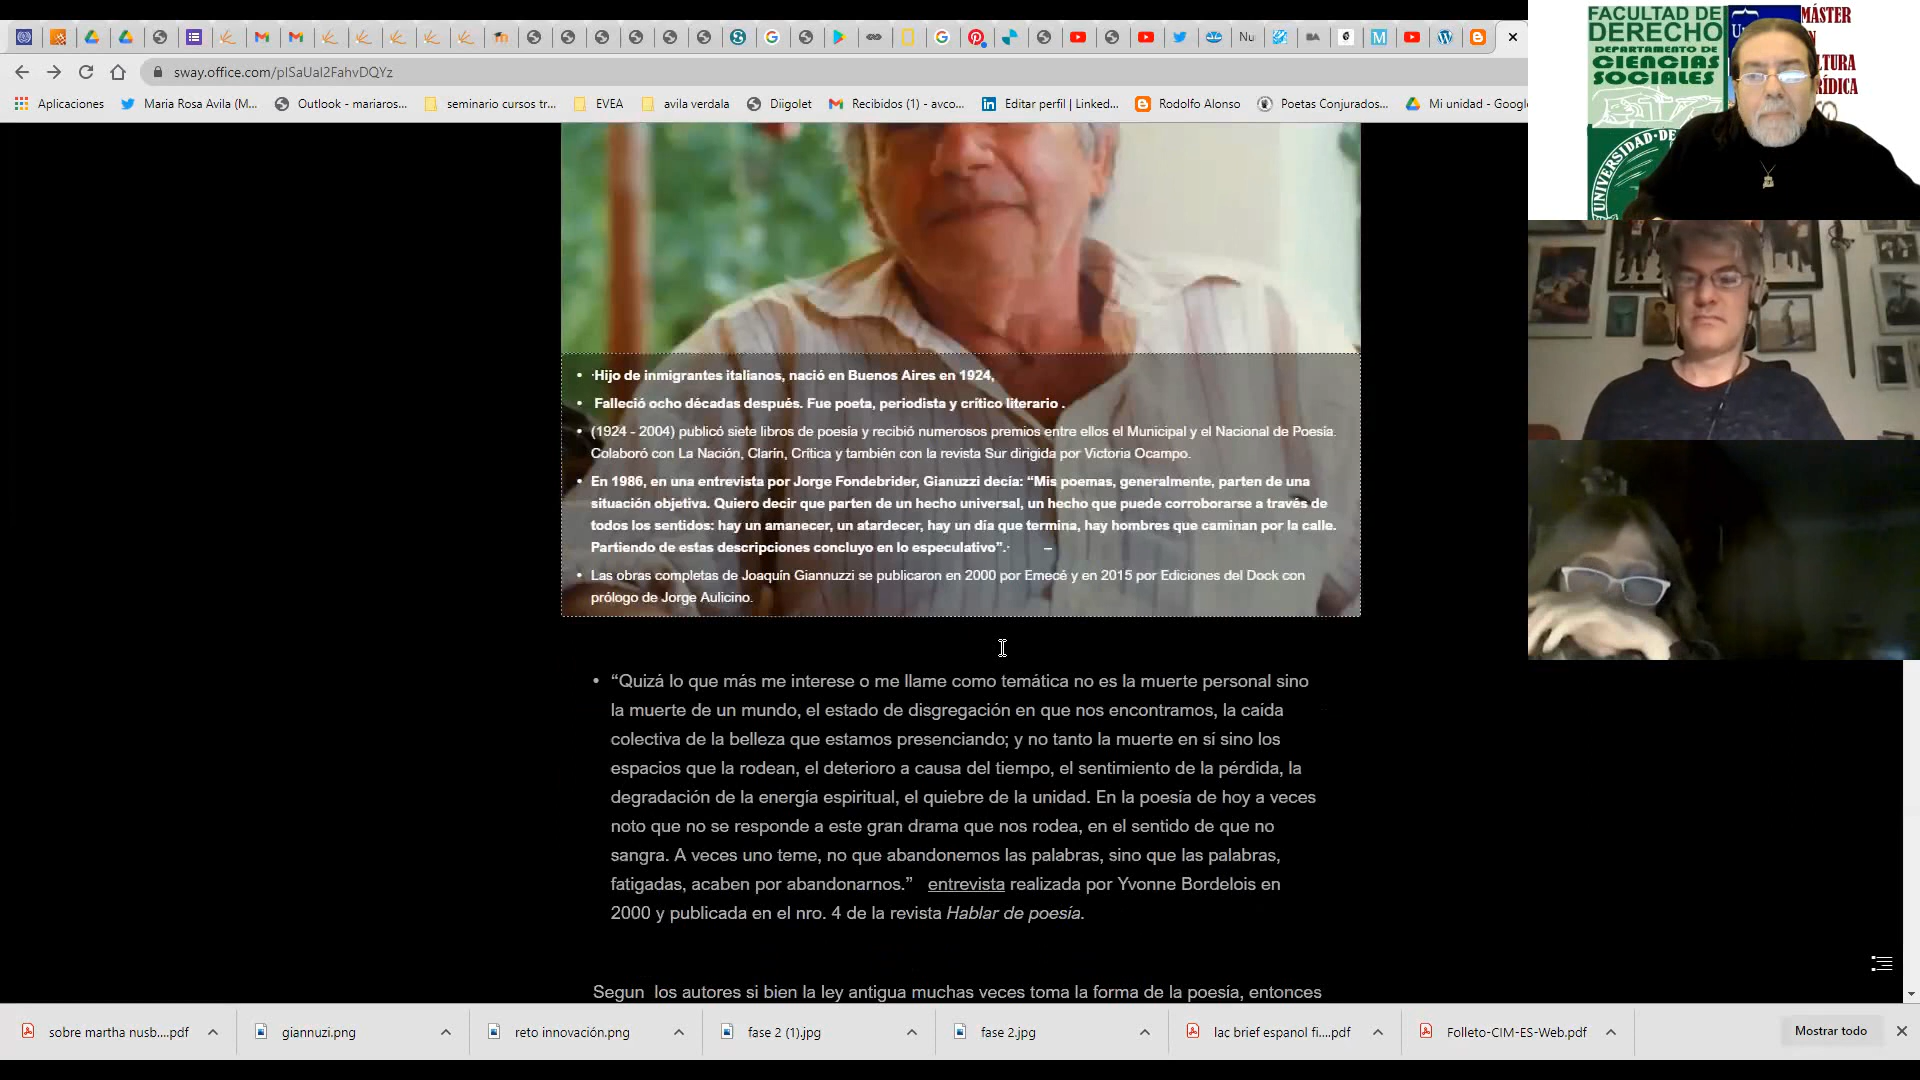 Nu
BA
sway.office.com/pISaUaI2FahvDQYz
Aplicaciones
Maria Rosa Avila (M...
Outlook - mariaros...
seminario cursos tr...
EVEA
avila verdala
Diigolet
Recibidos (1) - avco...
Editar perfil | Linked...
Rodolfo Alonso
Poetas Conjurados...
Mi unidad - Google
FACULTAD DE
DERECHO
DEPARTAMENTO DE
CIENCIAS
SOCIALES
UNIVERSIDAD·DE
MÁSTER
LTURA
RÍDICA
• ·Hijo de inmigrantes italianos, nació en Buenos Aires en 1924,
• Falleció ocho décadas después. Fue poeta, periodista y crítico literario .
• (1924 - 2004) publicó siete libros de poesía y recibió numerosos premios entre ellos el Municipal y el Nacional de Poesía.
Colaboró con La Nación, Clarín, Crítica y también con la revista Sur dirigida por Victoria Ocampo.
• En 1986, en una entrevista por Jorge Fondebrider, Gianuzzi decía: “Mis poemas, generalmente, parten de una
situación objetiva. Quiero decir que parten de un hecho universal, un hecho que puede corroborarse a través de
todos los sentidos: hay un amanecer, un atardecer, hay un día que termina, hay hombres que caminan por la calle.
Partiendo de estas descripciones concluyo en lo especulativo”.· –
• Las obras completas de Joaquín Giannuzzi se publicaron en 2000 por Emecé y en 2015 por Ediciones del Dock con
prólogo de Jorge Aulicino.
• “Quizá lo que más me interese o me llame como temática no es la muerte personal sino
la muerte de un mundo, el estado de disgregación en que nos encontramos, la caída
colectiva de la belleza que estamos presenciando; y no tanto la muerte en sí sino los
espacios que la rodean, el deterioro a causa del tiempo, el sentimiento de la pérdida, la
degradación de la energía espiritual, el quiebre de la unidad. En la poesía de hoy a veces
noto que no se responde a este gran drama que nos rodea, en el sentido de que no
sangra. A veces uno teme, no que abandonemos las palabras, sino que las palabras,
fatigadas, acaben por abandonarnos.” entrevista realizada por Yvonne Bordelois en
2000 y publicada en el nro. 4 de la revista Hablar de poesía.
Segun los autores si bien la ley antigua muchas veces toma la forma de la poesía, entonces
sobre martha nusb....pdf
giannuzi.png
reto innovación.png
fase 2 (1).jpg
fase 2.jpg
lac brief espanol fi....pdf
Folleto-CIM-ES-Web.pdf
Mostrar todo